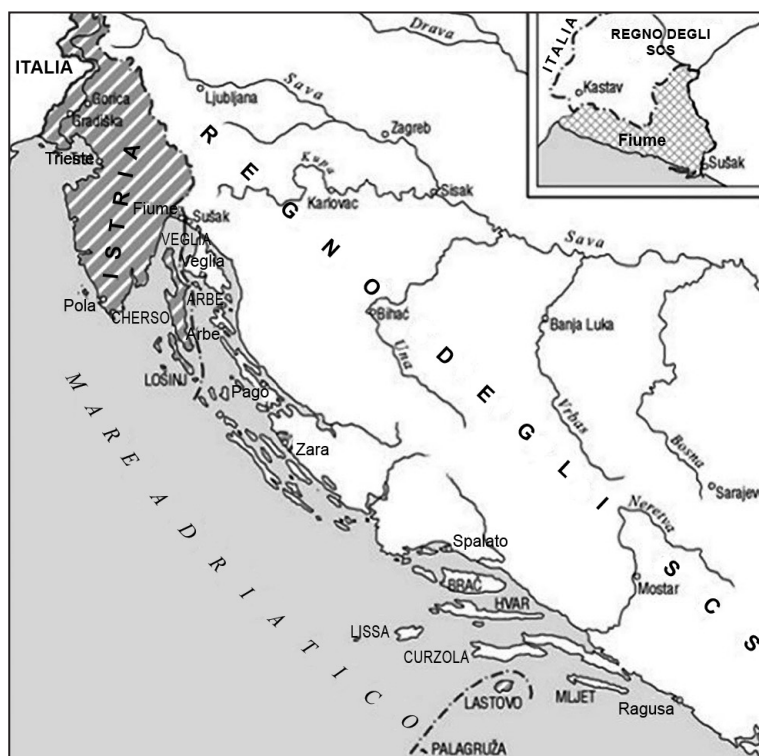 Drava
REGNO DEGLI
SCS
ITALIA
Kastav
Fiume
Sušak
ITALIA
Gorica
Gradiška
Trieste
ISTRIA
Ljubljana
Sava
Zagreb
Kupa
Karlovac
Sisak
REGNO DEGLI SCS
Fiume
Sušak
VEGLIA
Veglia
Pola
CHERSO
ARBE
Arbe
LOŠINJ
Pago
Zara
Sava
Bihać
Una
Banja Luka
Vrbas
Bosna
Sarajevo
Neretva
Mostar
MARE ADRIATICO
Spalato
BRAČ
HVAR
LISSA
CURZOLA
LASTOVO
MLJET
Ragusa
PALAGRUŽA